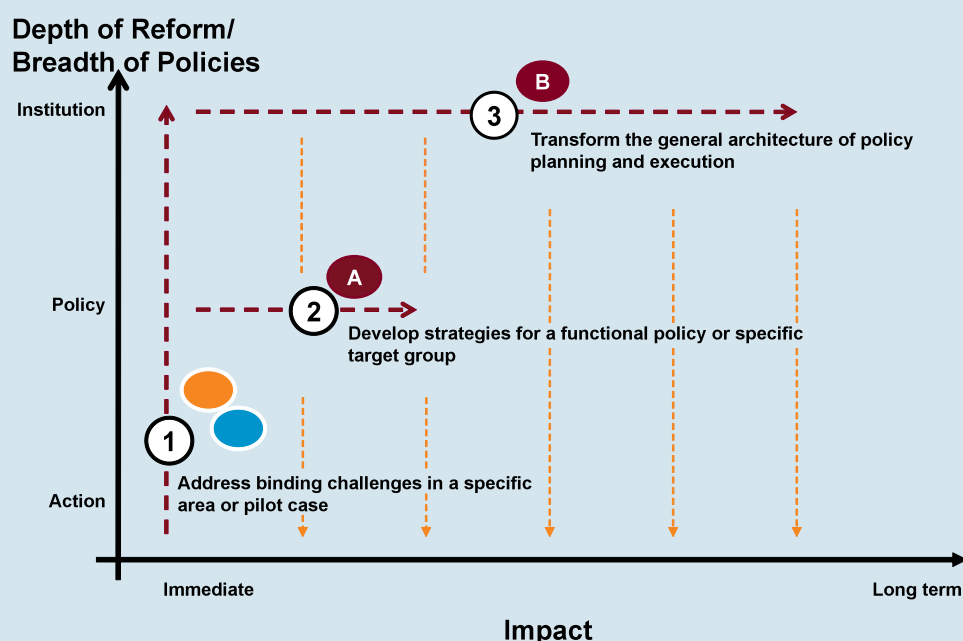 Depth of Reform/
Breadth of Policies
Institution
B
3
Transform the general architecture of policy
planning and execution
A
Policy
2
Develop strategies for a functional policy or specific
target group
1
Address binding challenges in a specific
area or pilot case
Action
Immediate
Long term
Impact